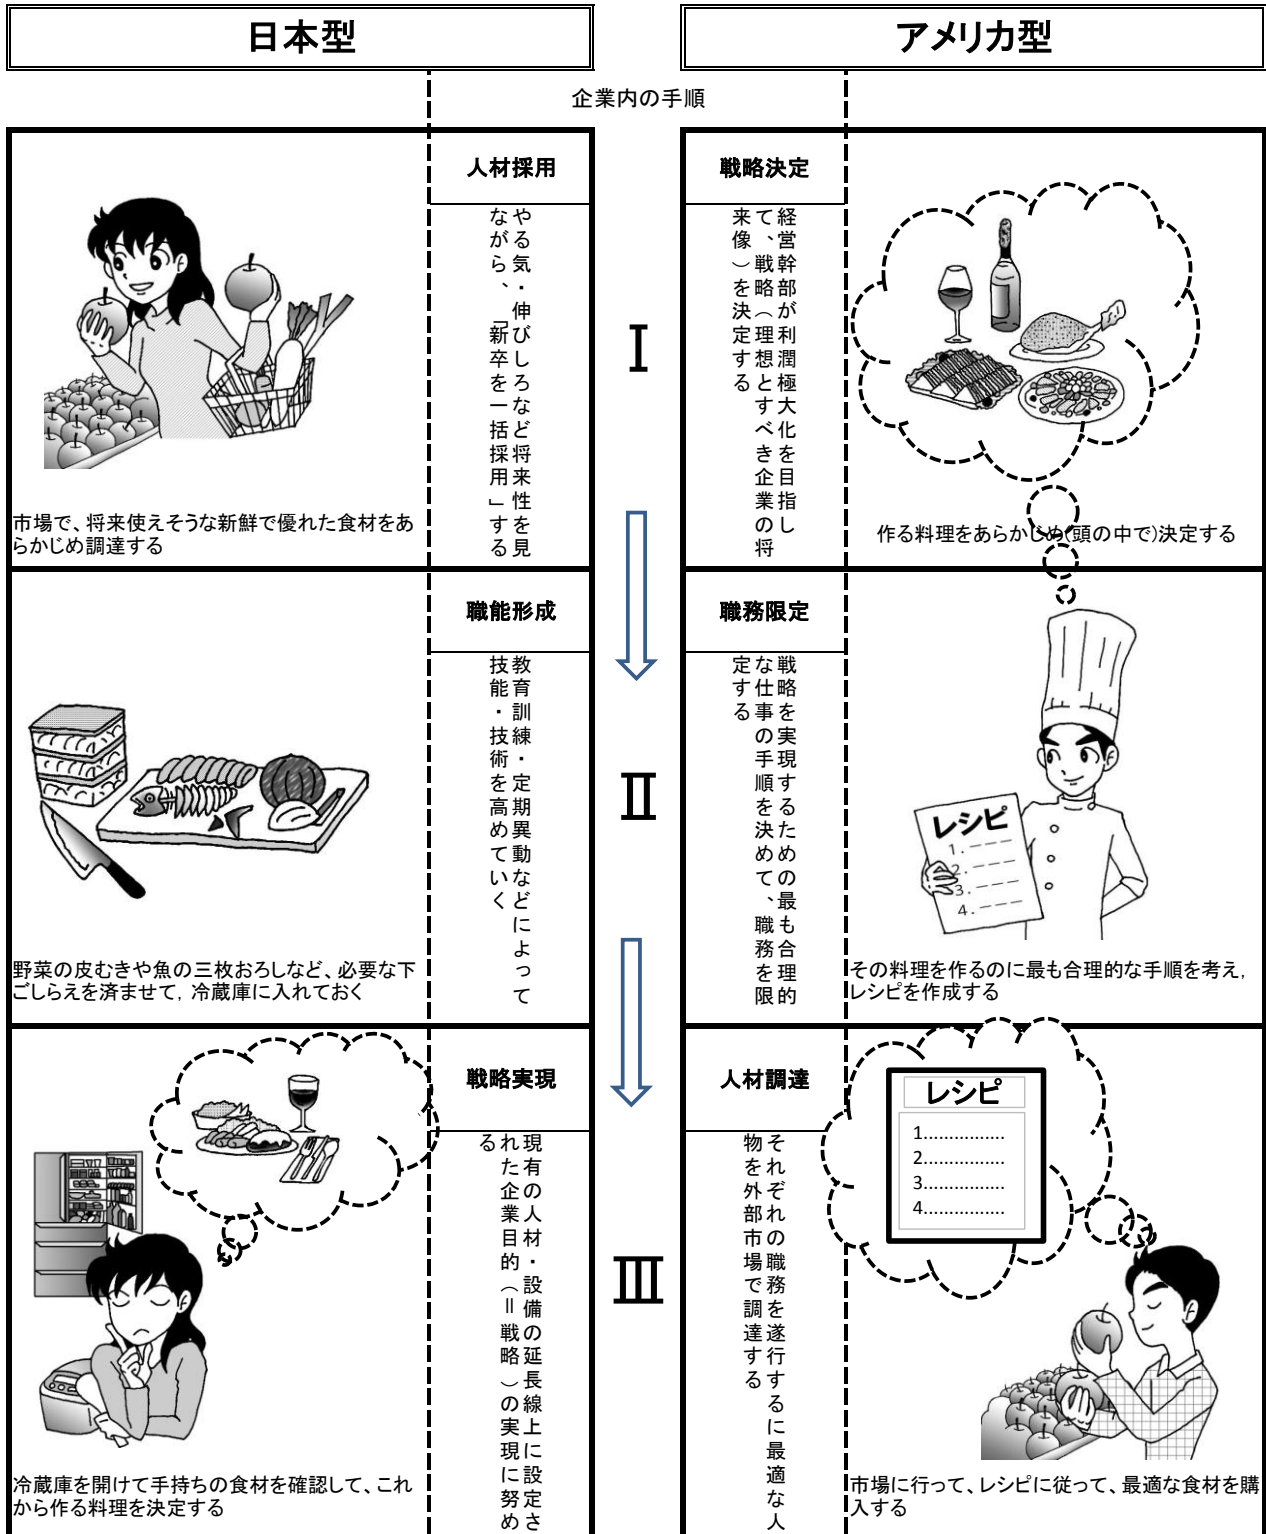 日本型
アメリカ型
企業内の手順
人材採用
やる気・伸びしろなど将来性を見
ながら、「新卒を一括採用」する
市場で、将来使えそうな新鮮で優れた食材をあ
らかじめ調達する
Ⅰ
戦略決定
経営幹部が利潤極大化を目指し
て、戦略（理想とすべき企業の将
来像）を決定する
作る料理をあらかじめ(頭の中で)決定する
職能形成
教育訓練・定期異動などによって
技能・技術を高めていく
野菜の皮むきや魚の三枚おろしなど、必要な下
ごしらえを済ませて，冷蔵庫に入れておく
Ⅱ
職務限定
戦略を実現するための最も合理的
な仕事の手順を決めて、職務を限
定する
レシピ
1.
2.
3.
4.
その料理を作るのに最も合理的な手順を考え，
レシピを作成する
戦略実現
現有の人材・設備の延長線上に設定さ
れた企業目的（＝戦略）の実現に努め
る
冷蔵庫を開けて手持ちの食材を確認して、これ
から作る料理を決定する
Ⅲ
人材調達
それぞれの職務を遂行するに最適な人
物を外部市場で調達する
レシピ
1................
2................
3................
4................
市場に行って、レシピに従って、最適な食材を購
入する